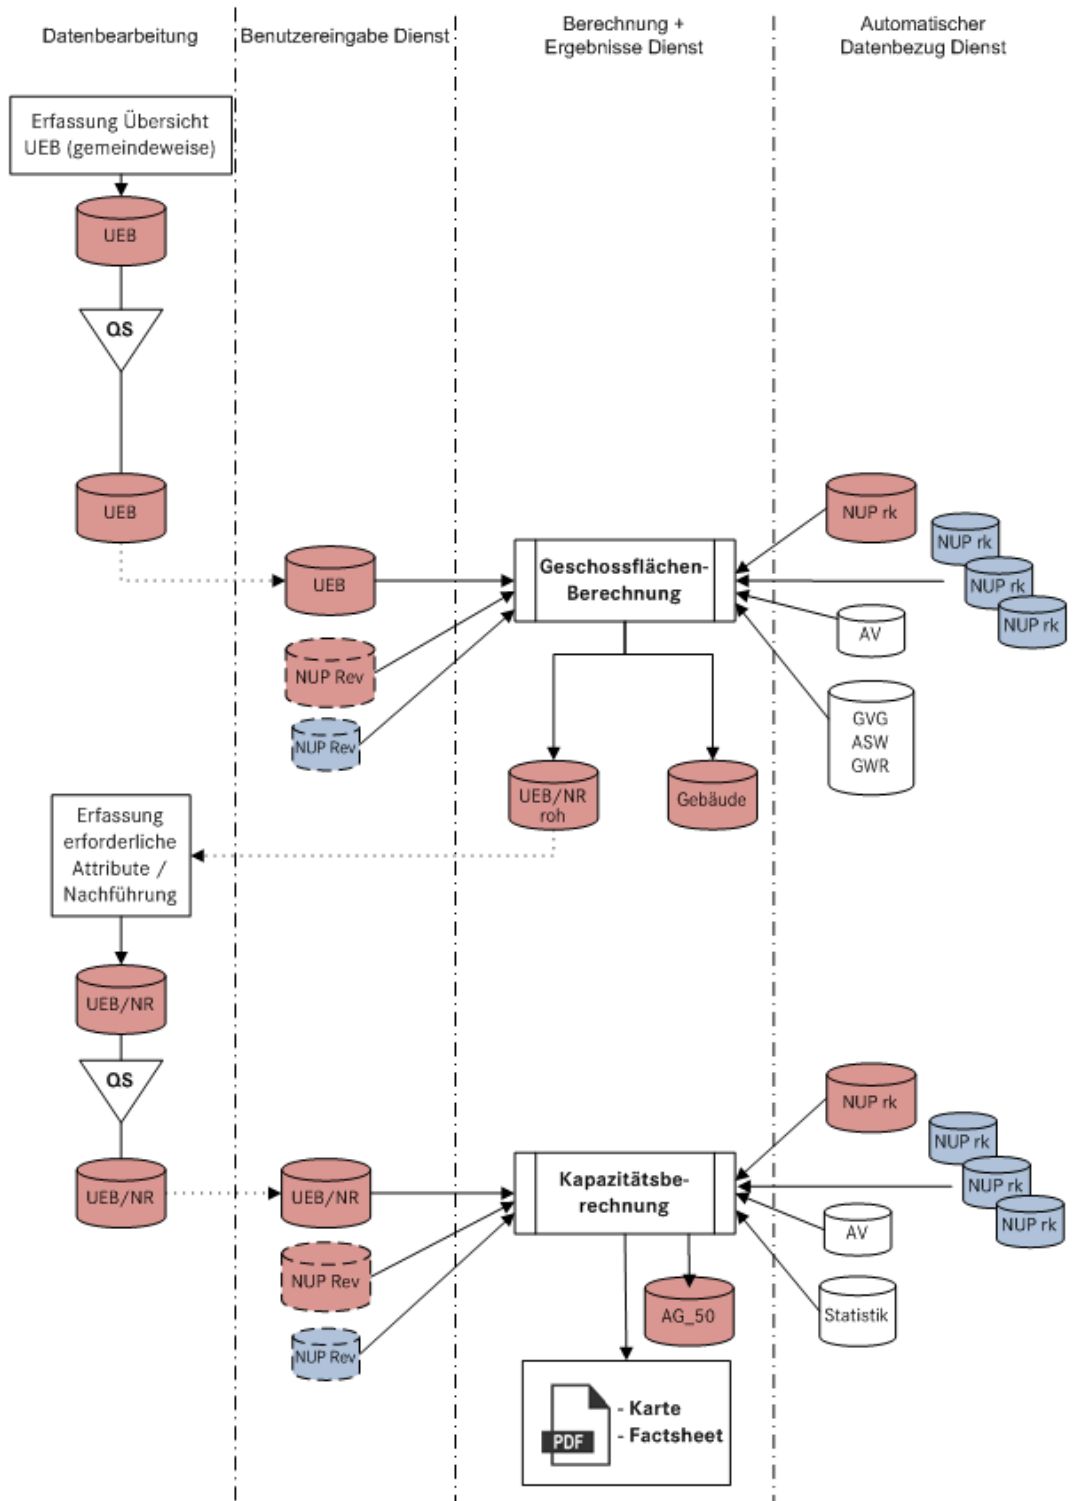 Datenbearbeitung
Benutzereingabe Dienst
Berechnung +
Ergebnisse Dienst
Automatischer
Datenbezug Dienst
Erfassung Übersicht
UEB (gemeindeweise)
UEB
QS
UEB
UEB
NUP Rev
NUP Rev
Geschossflächen-
Berechnung
NUP rk
NUP rk
NUP rk
NUP rk
AV
GVG
ASW
GWR
UEB/NR
roh
Gebäude
Erfassung
erforderliche
Attribute /
Nachführung
UEB/NR
QS
UEB/NR
UEB/NR
NUP Rev
NUP Rev
Kapazitätsbe-
rechnung
NUP rk
NUP rk
NUP rk
NUP rk
AV
Statistik
AG_50
PDF
- Karte
- Factsheet